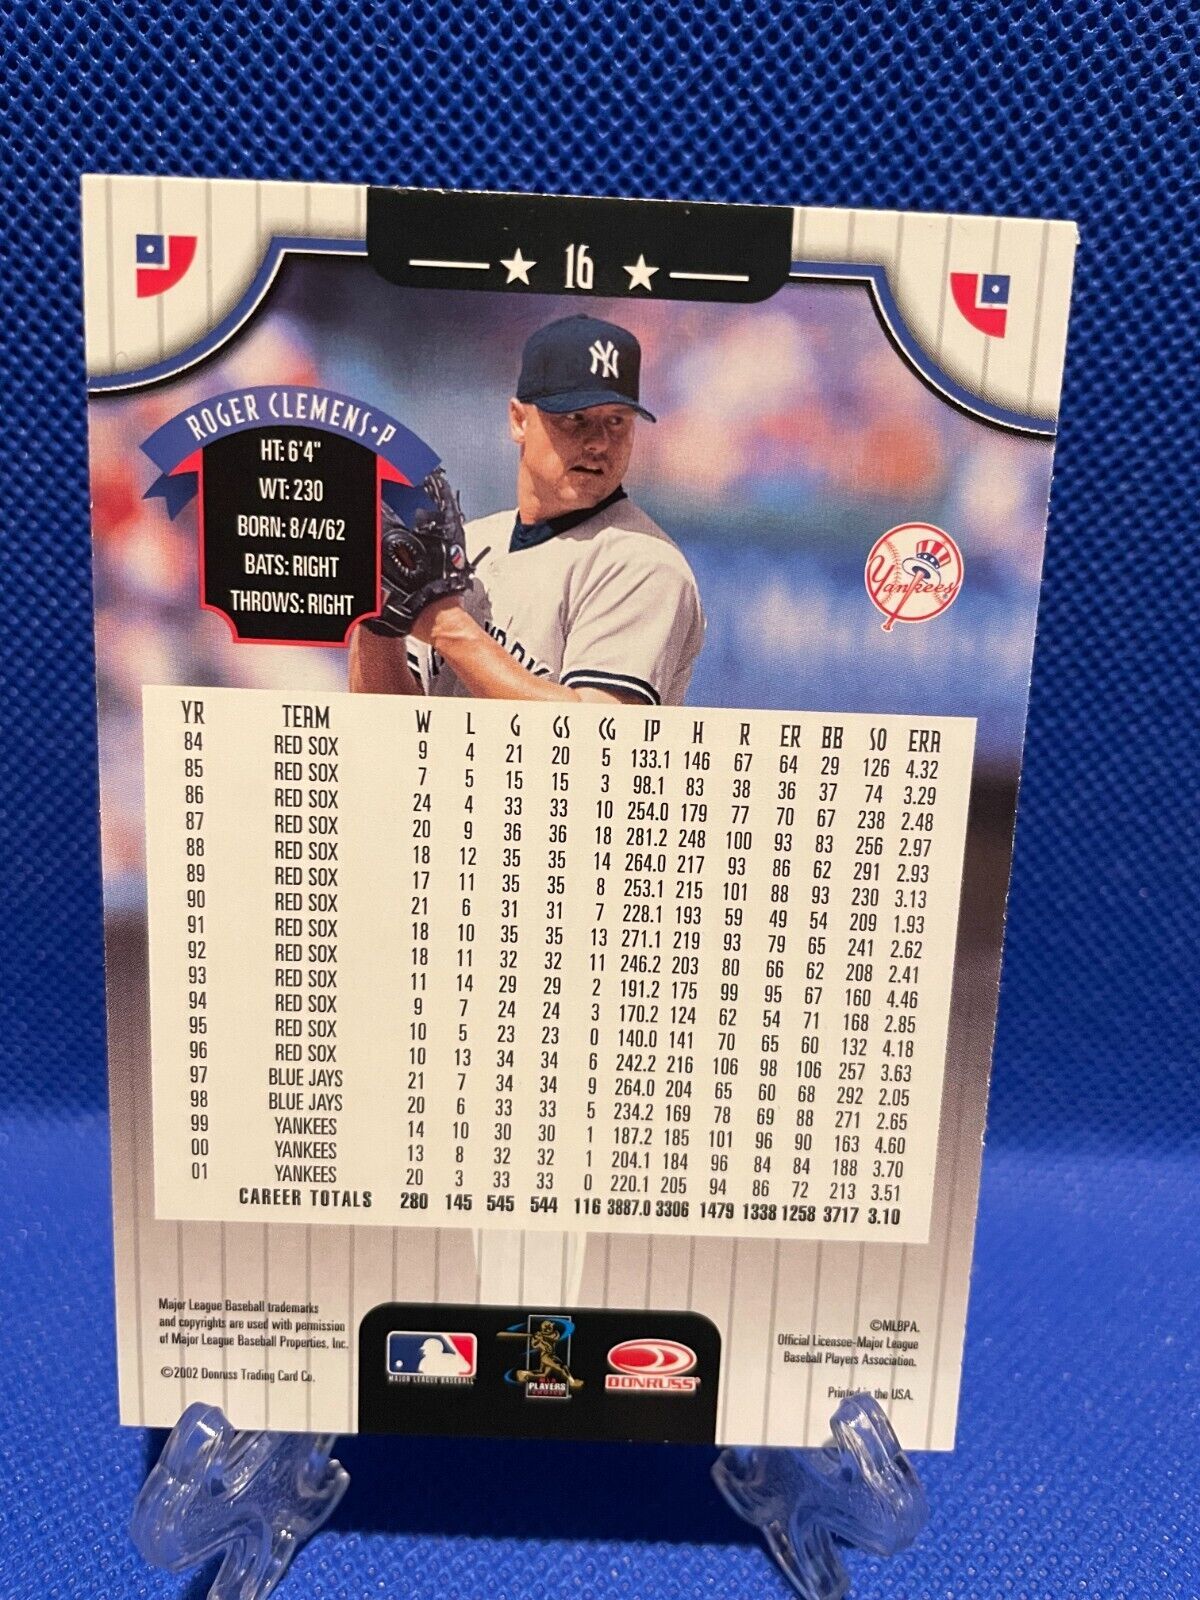 16
ROGER CLEMENS • P
HT: 6'4"
WT: 230
BORN: 8/4/62
BATS: RIGHT
THROWS: RIGHT
NY
Yankees
YR TEAM W L G GS CG IP H R ER BB SO ERA
84 RED SOX 9 4 21 20 5 133.1 146 67 64 29 126 4.32
85 RED SOX 7 5 15 15 3 98.1 83 38 36 37 74 3.29
86 RED SOX 24 4 33 33 10 254.0 179 77 70 67 238 2.48
87 RED SOX 20 9 36 36 18 281.2 248 100 93 83 256 2.97
88 RED SOX 18 12 35 35 14 264.0 217 93 86 62 291 2.93
89 RED SOX 17 11 35 35 8 253.1 215 101 88 93 230 3.13
90 RED SOX 21 6 31 31 7 228.1 193 59 49 54 209 1.93
91 RED SOX 18 10 35 35 13 271.1 219 93 79 65 241 2.62
92 RED SOX 18 11 32 32 11 246.2 203 80 66 62 208 2.41
93 RED SOX 11 14 29 29 2 191.2 175 99 95 67 160 4.46
94 RED SOX 9 7 24 24 3 170.2 124 62 54 71 168 2.85
95 RED SOX 10 5 23 23 0 140.0 141 70 65 60 132 4.18
96 RED SOX 10 13 34 34 6 242.2 216 106 98 106 257 3.63
97 BLUE JAYS 21 7 34 34 9 264.0 204 65 60 68 292 2.05
98 BLUE JAYS 20 6 33 33 5 234.2 169 78 69 88 271 2.65
99 YANKEES 14 10 30 30 1 187.2 185 101 96 90 163 4.60
00 YANKEES 13 8 32 32 1 204.1 184 96 84 84 188 3.70
01 YANKEES 20 3 33 33 0 220.1 205 94 86 72 213 3.51
CAREER TOTALS 280 145 545 544 116 3887.0 3306 1479 1338 1258 3717 3.10
Major League Baseball trademarks
and copyrights are used with permission
of Major League Baseball Properties, Inc.
©2002 Donruss Trading Card Co.
MAJOR LEAGUE BASEBALL
PLAYERS
CHOICE
DONRUSS
©MLBPA.
Official Licensee-Major League
Baseball Players Association.
Printed in the USA.